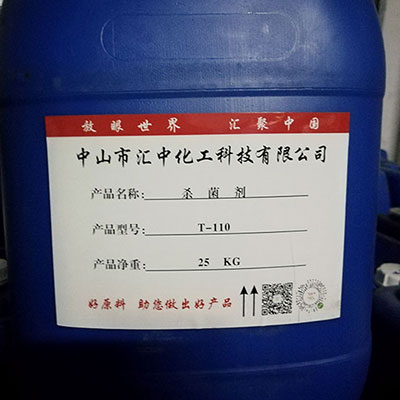 放眼世界 汇聚中国
中山市汇中化工科技有限公司
产品名称: 杀菌剂
产品型号: T-110
产品净重: 25 KG
好原料 助您做出好产品